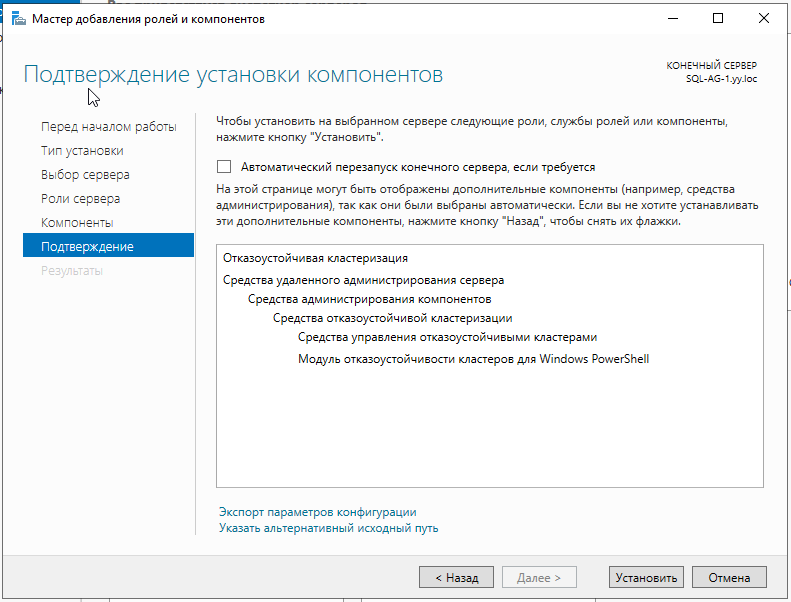 Мастер добавления ролей и компонентов
Подтверждение установки компонентов
КОНЕЧНЫЙ СЕРВЕР
SQL-AG-1.yy.loc
Перед началом работы
Тип установки
Выбор сервера
Роли сервера
Компоненты
Подтверждение
Результаты
Чтобы установить на выбранном сервере следующие роли, службы ролей или компоненты,
нажмите кнопку "Установить".
Автоматический перезапуск конечного сервера, если требуется
На этой странице могут быть отображены дополнительные компоненты (например, средства
администрирования), так как они были выбраны автоматически. Если вы не хотите устанавливать
эти дополнительные компоненты, нажмите кнопку "Назад", чтобы снять их флажки.
Отказоустойчивая кластеризация
Средства удаленного администрирования сервера
Средства администрирования компонентов
Средства отказоустойчивой кластеризации
Средства управления отказоустойчивыми кластерами
Модуль отказоустойчивости кластеров для Windows PowerShell
Экспорт параметров конфигурации
Указать альтернативный исходный путь
< Назад
Далее >
Установить
Отмена